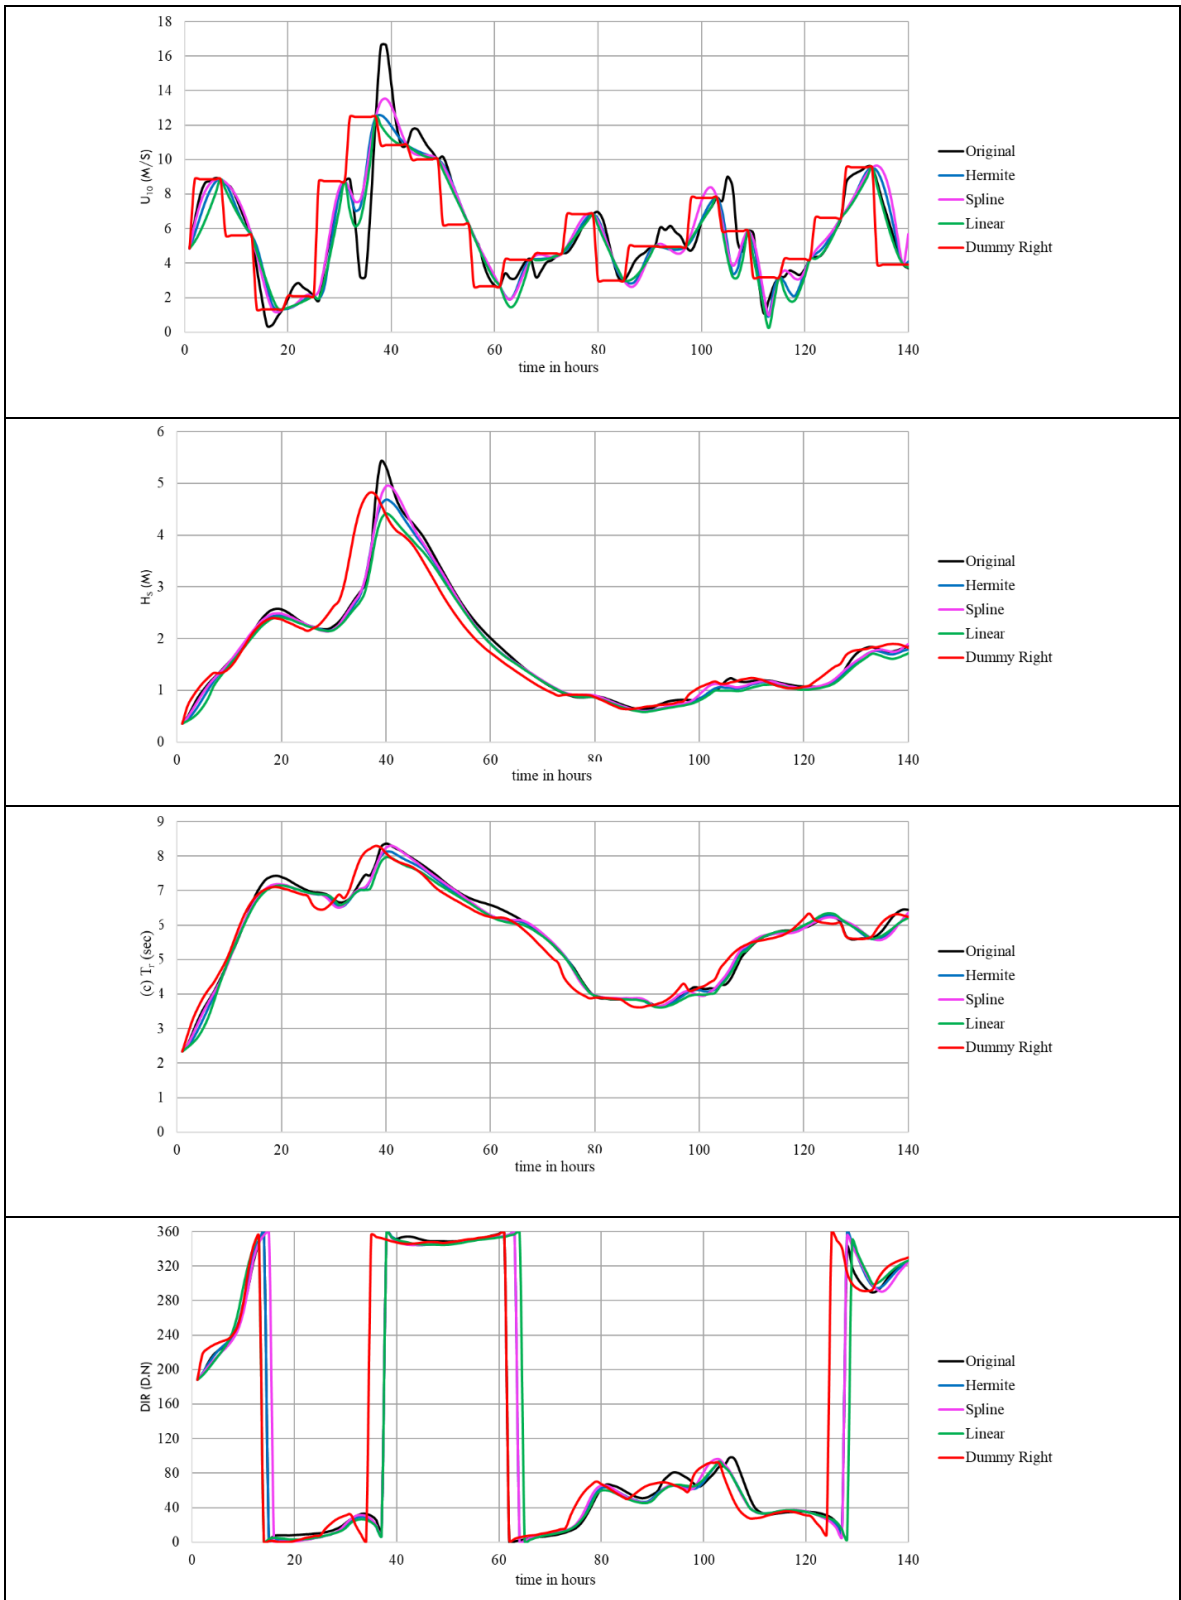 18
16
14
12
10
8
6
4
2
0
U10 (M/S)
0 20 40 60 80 100 120 140
time in hours
Original
Hermite
Spline
Linear
Dummy Right
6
5
4
3
2
1
0
HS (M)
0 20 40 60 80 100 120 140
time in hours
Original
Hermite
Spline
Linear
Dummy Right
9
8
7
5
5
4
3
2
1
0
(c) Tr (sec)
0 20 40 60 80 100 120 140
time in hours
Original
Hermite
Spline
Linear
Dummy Right
360
320
280
240
200
160
120
80
40
0
DIR (D.N)
0 20 40 60 80 100 120 140
time in hours
Original
Hermite
Spline
Linear
Dummy Right